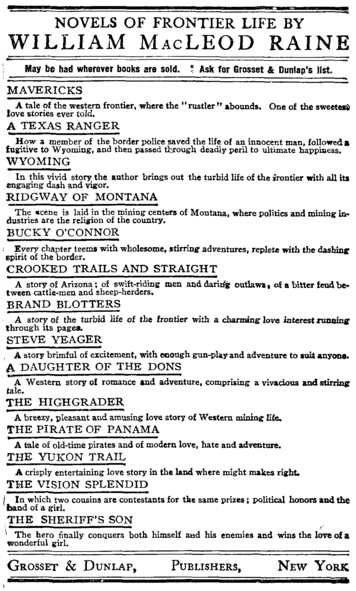 NOVELS OF FRONTIER LIFE BY
WILLIAM MACLEOD RAINE
May be had wherever books are sold. Ask for Grosset & Dunlap's list.
MAVERICKS
A tale of the western frontier, where the "rustler" abounds. One of the sweetest
love stories ever told.
A TEXAS RANGER
How a member of the border police saved the life of an innocent man, followed a
fugitive to Wyoming, and then passed through deadly peril to ultimate happiness.
WYOMING
In this vivid story the author brings out the turbid life of the frontier with all its
engaging dash and vigor.
RIDGWAY OF MONTANA
The scene is laid in the mining centers of Montana, where politics and mining in-
dustries are the religion of the country.
BUCKY O'CONNOR
Every chapter teems with wholesome, stirring adventures, replete with the dashing
spirit of the border.
CROOKED TRAILS AND STRAIGHT
A story of Arizona; of swift-riding men and daring outlaws; of a bitter feud be-
tween cattle-men and sheep-herders.
BRAND BLOTTERS
A story of the turbid life of the frontier with a charming love interest running
through its pages.
STEVE YEAGER
A story brimful of excitement, with enough gun-play and adventure to suit anyone.
A DAUGHTER OF THE DONS
A Western story of romance and adventure, comprising a vivacious and stirring
tale.
THE HIGHGRADER
A breezy, pleasant and amusing love story of Western mining life.
THE PIRATE OF PANAMA
A tale of old-time pirates and of modern love, hate and adventure.
THE YUKON TRAIL
A crisply entertaining love story in the land where might makes right.
THE VISION SPLENDID
In which two cousins are contestants for the same prizes; political honors and the
hand of a girl.
THE SHERIFF'S SON
The hero finally conquers both himself and his enemies and wins the love of a
wonderful girl.
GROSSET & DUNLAP, PUBLISHERS, NEW YORK